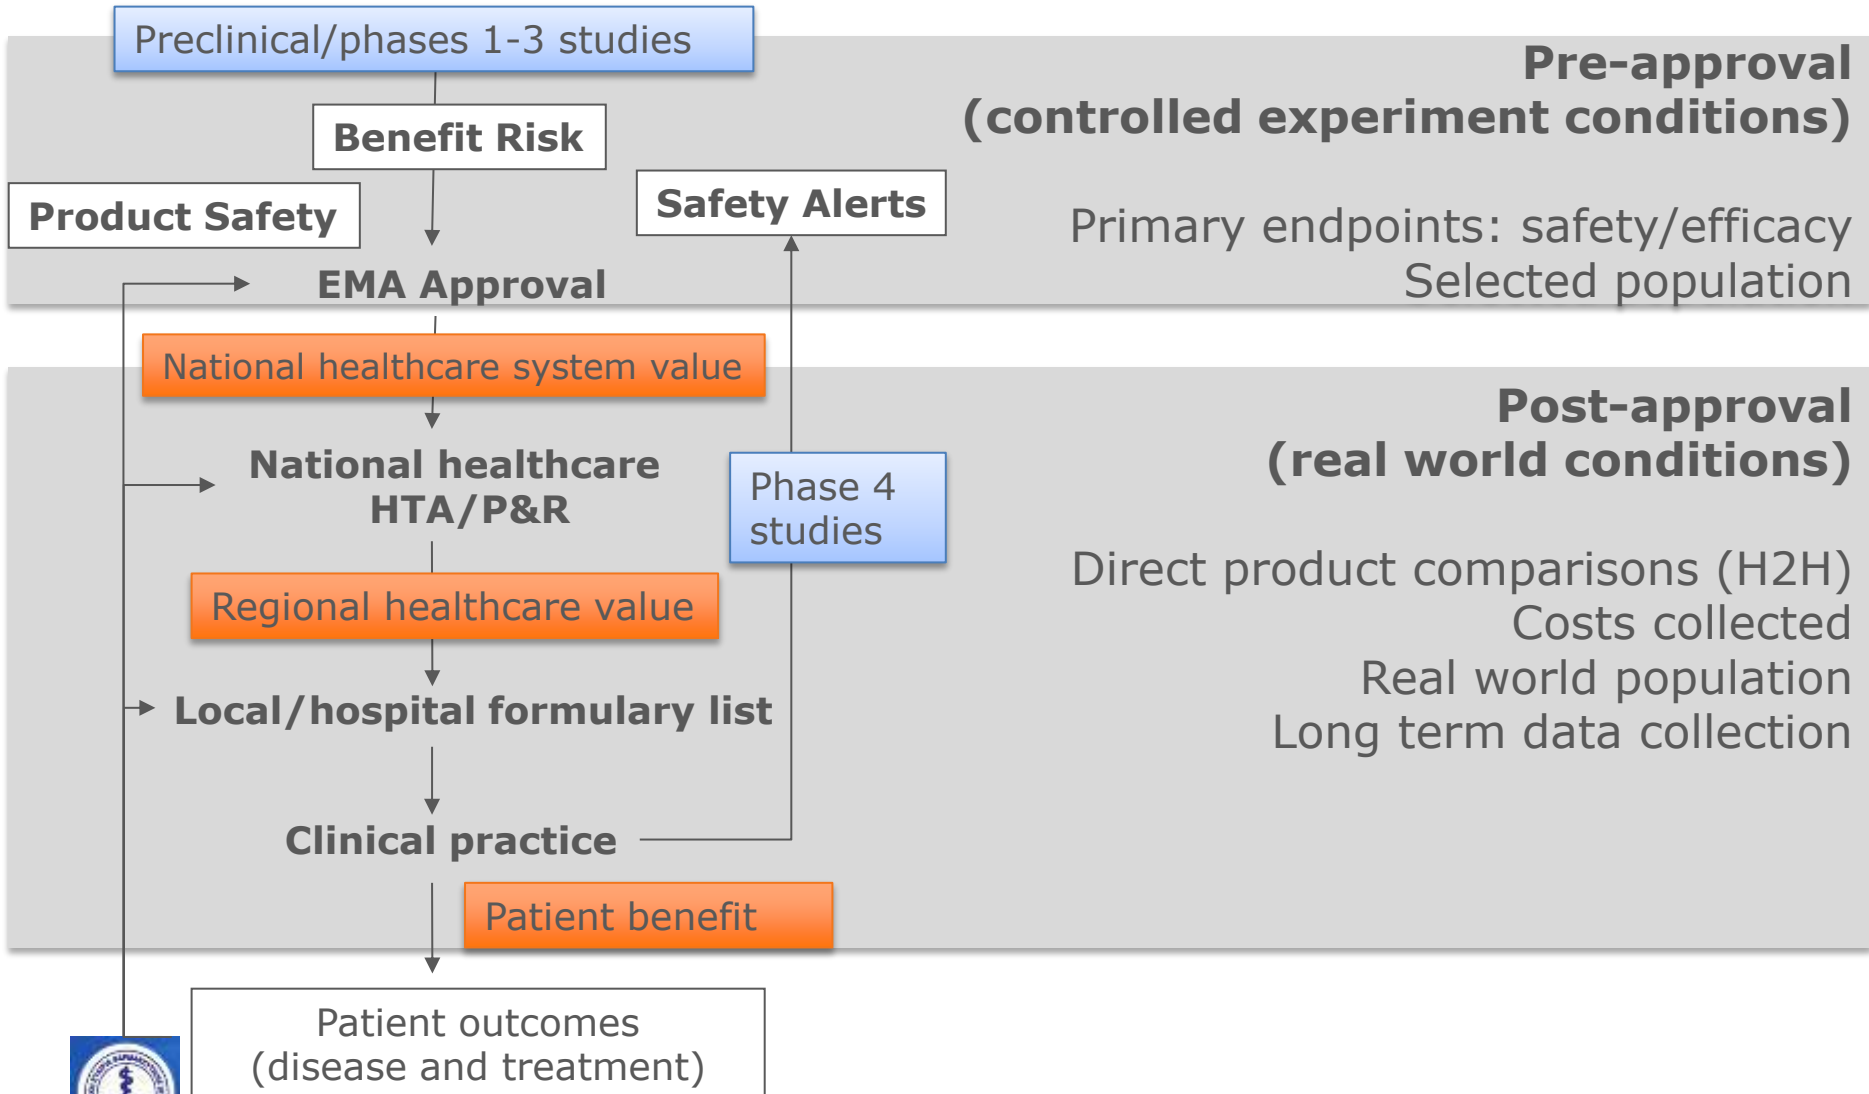 Preclinical/phases 1-3 studies
Pre-approval
(controlled experiment conditions)
Benefit Risk
Product Safety
Safety Alerts
Primary endpoints: safety/efficacy
Selected population
EMA Approval
National healthcare system value
Post-approval
(real world conditions)
National healthcare
HTA/P&R
Phase 4
studies
Direct product comparisons (H2H)
Costs collected
Real world population
Long term data collection
Regional healthcare value
Local/hospital formulary list
Clinical practice
Patient benefit
Patient outcomes
(disease and treatment)